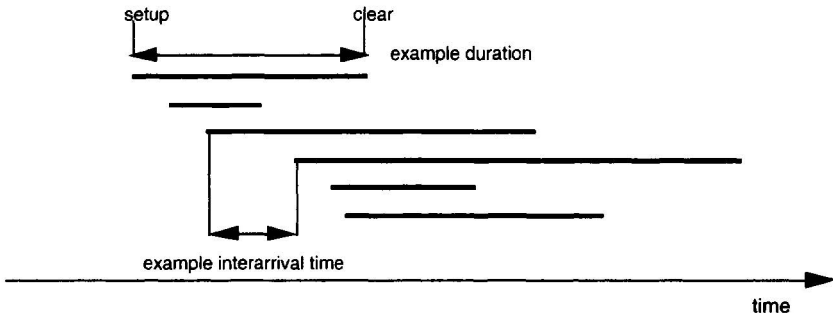 setup clear
example duration
example interarrival time
time